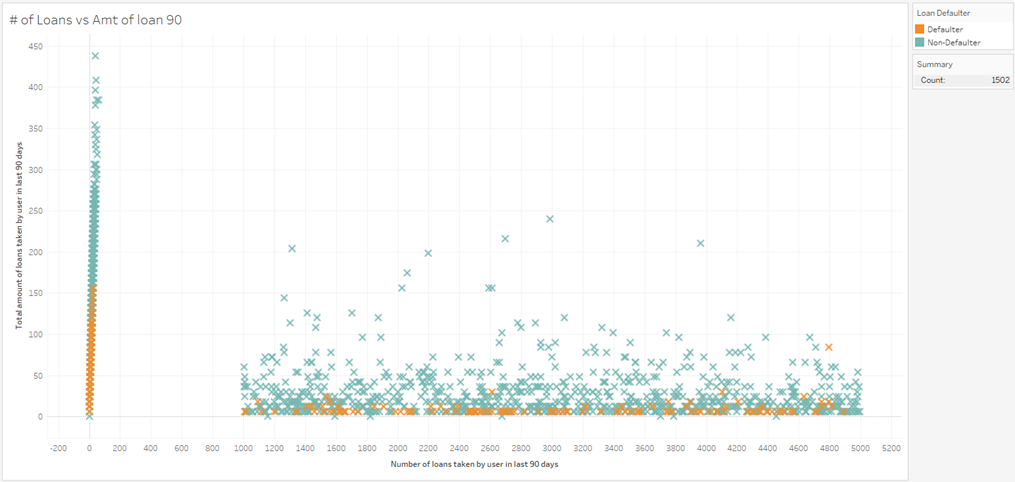 # of Loans vs Amt of loan 90
Loan Defaulter
Defaulter
Non-Defaulter
Summary
Count: 1502
Total amount of loans taken by user in last 90 days
450
400
350
300
250
200
150
100
50
0
-200 0 200 400 600 800 1000 1200 1400 1600 1800 2000 2200 2400 2600 2800 3000 3200 3400 3600 3800 4000 4200 4400 4600 4800 5000 5200
Number of loans taken by user in last 90 days